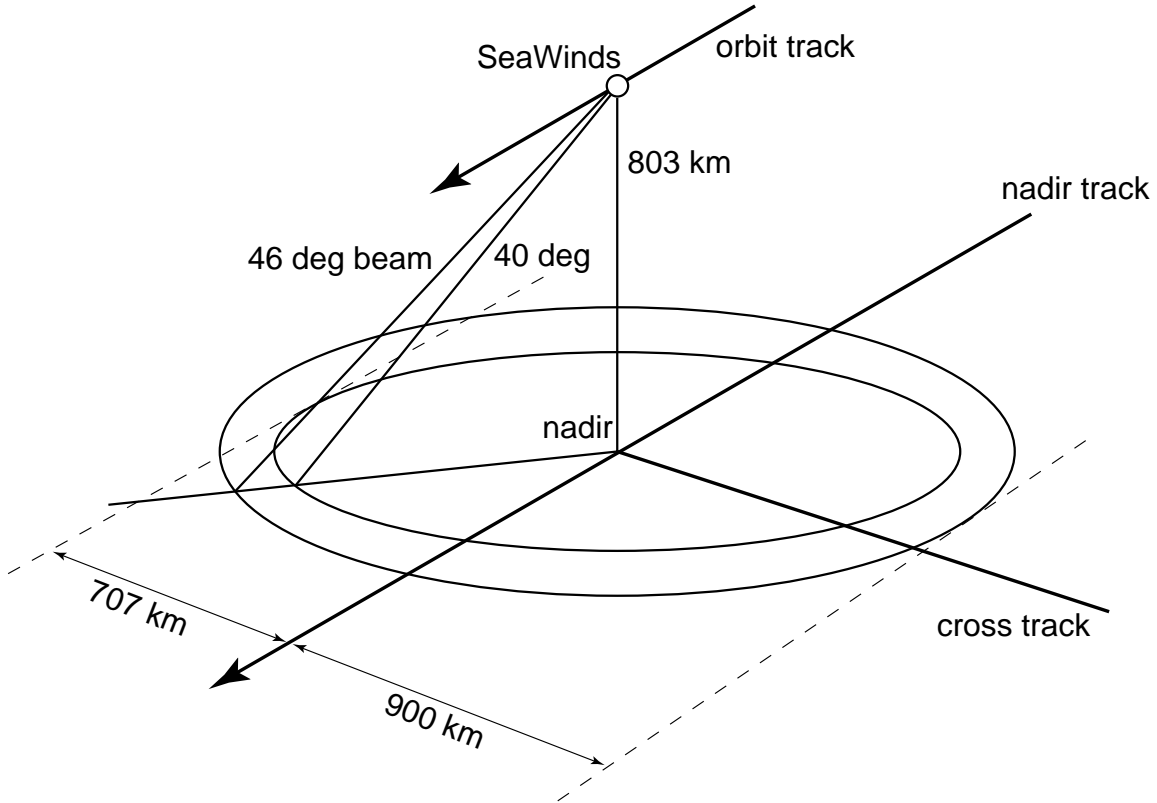 SeaWinds
orbit track
803 km
nadir track
46 deg beam
40 deg
nadir
707 km
cross track
900 km